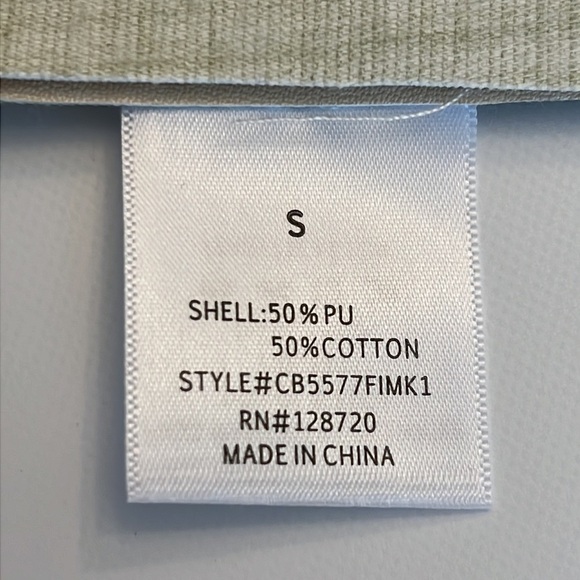 S
SHELL:50%PU
50%COTTON
STYLE#CB5577FIMK1
RN#128720
MADE IN CHINA